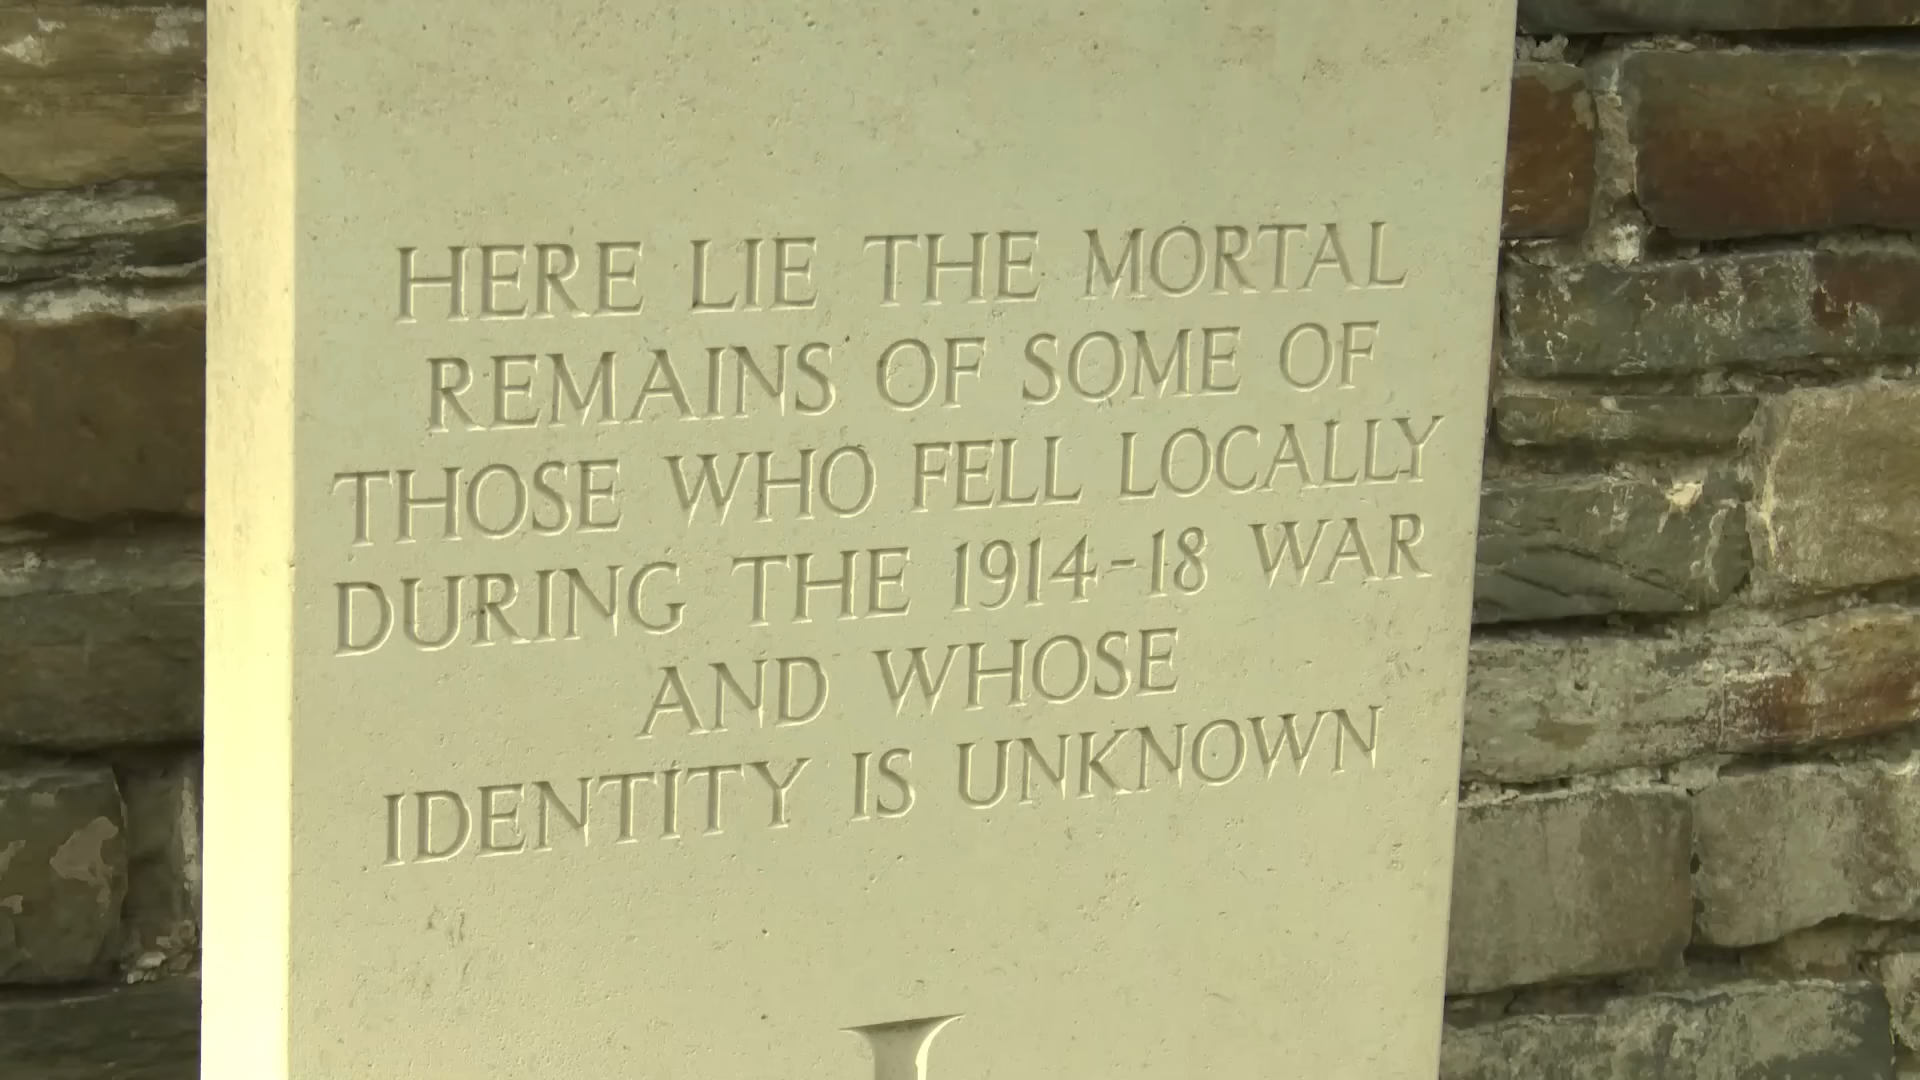 HERE LIE THE MORTAL
REMAINS OF SOME OF
THOSE WHO FELL LOCALLY
DURING THE 1914-18 WAR
AND WHOSE
IDENTITY IS UNKNOWN